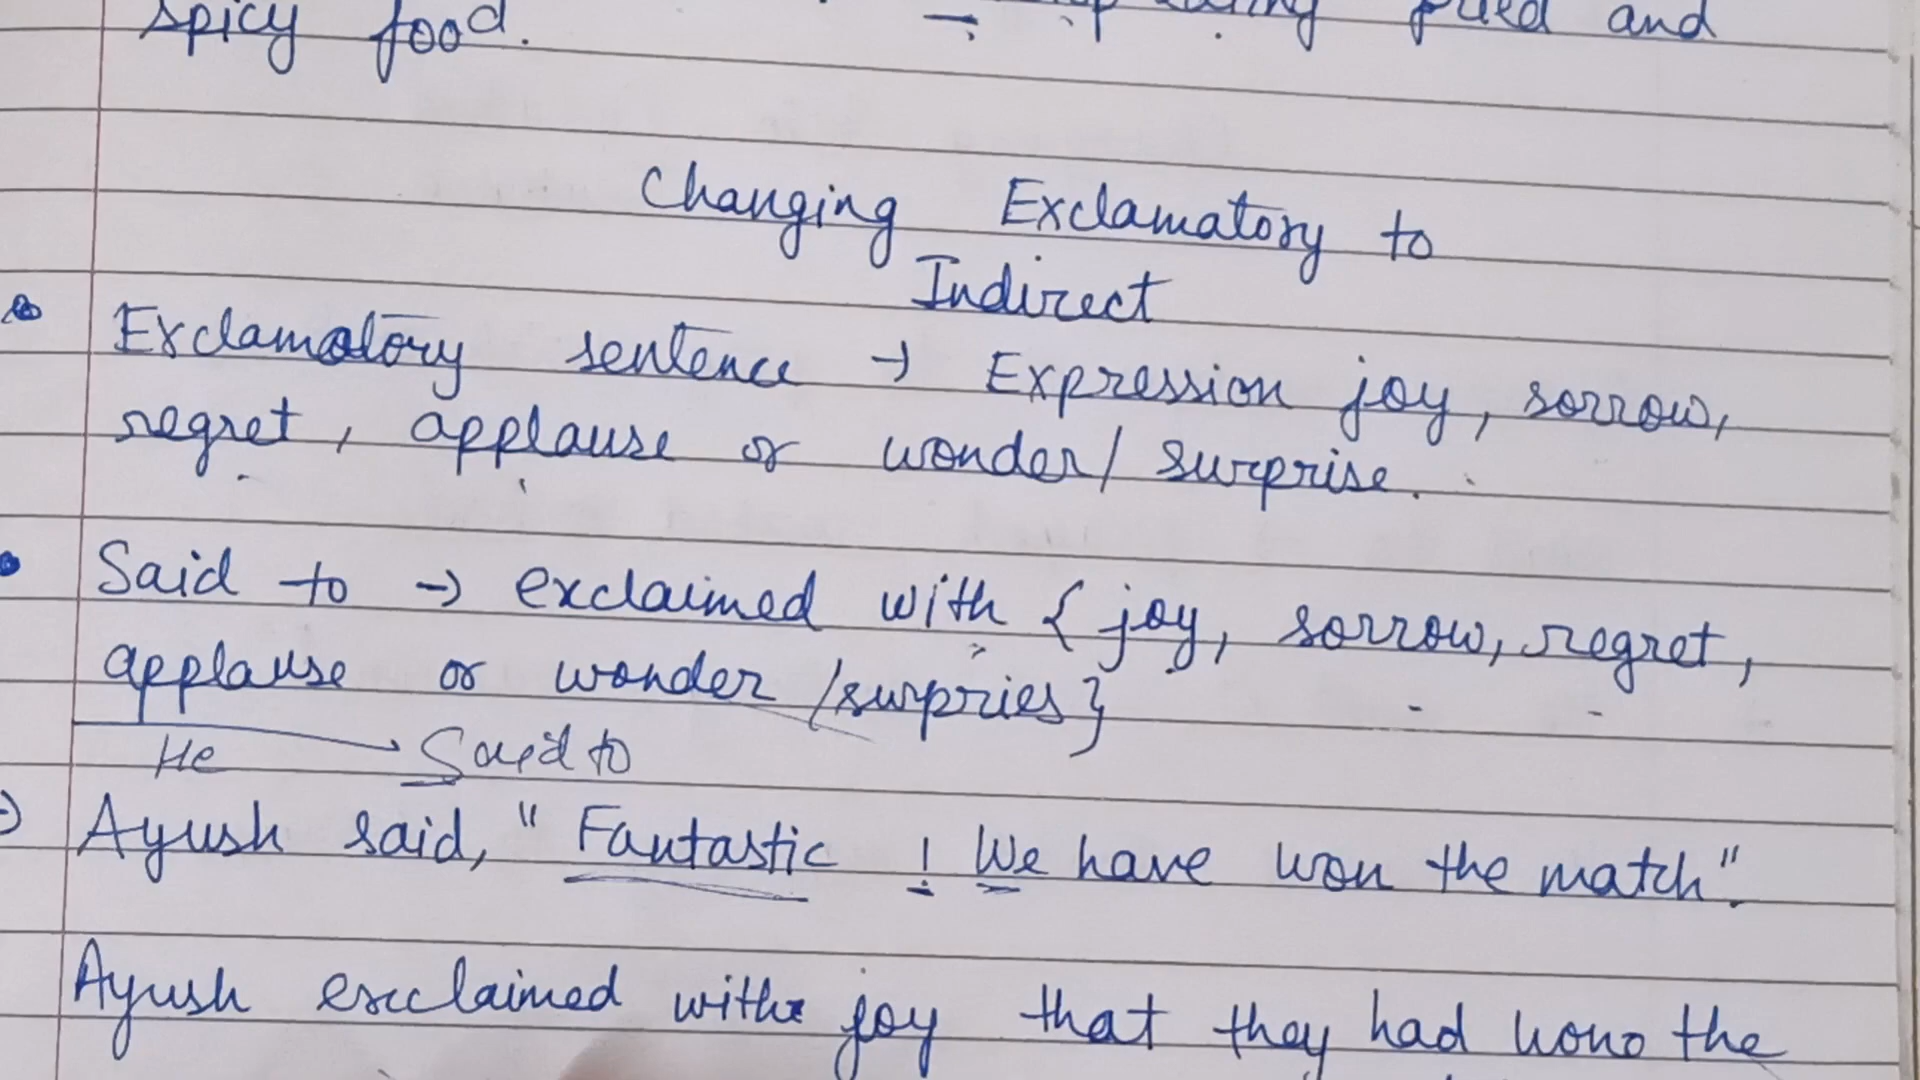 spicy food. fried and
Changing Exclamatory to
Indirect
Exclamatory sentence → Expression joy, sorrow,
regret, applause or wonder/ surprise.
Said to → exclaimed with { joy, sorrow, regret,
applause or wonder /surpries}
He → Said to
Ayush said, " Fantastic ! We have won the match".
Ayush exclaimed with joy that they had won the